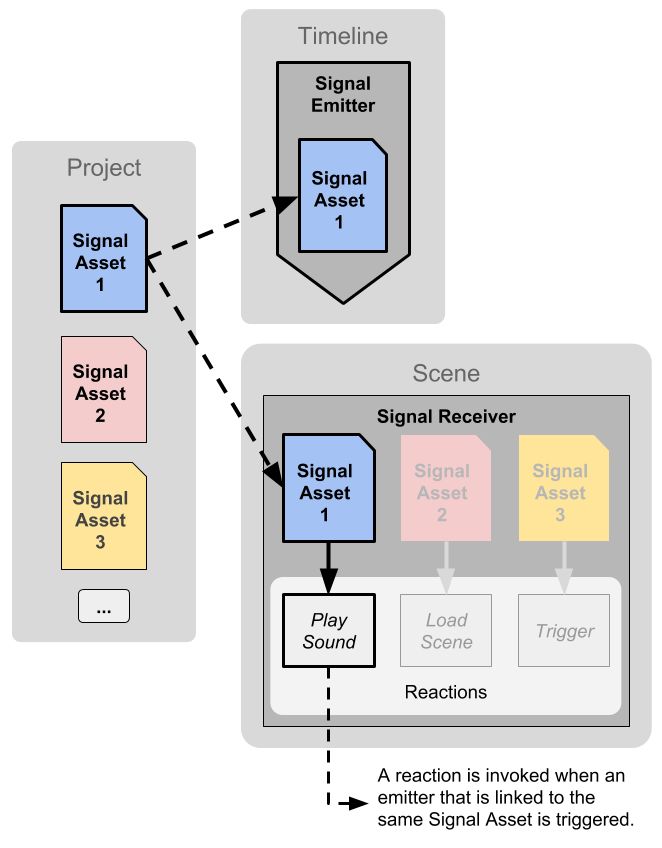 Timeline
Signal
Emitter
Signal
Asset
1
Project
Signal
Asset
1
Signal
Asset
2
Signal
Asset
3
...
Scene
Signal Receiver
Signal
Asset
1
Signal
Asset
2
Signal
Asset
3
Play
Sound
Load
Scene
Trigger
Reactions
A reaction is invoked when an
emitter that is linked to the
same Signal Asset is triggered.